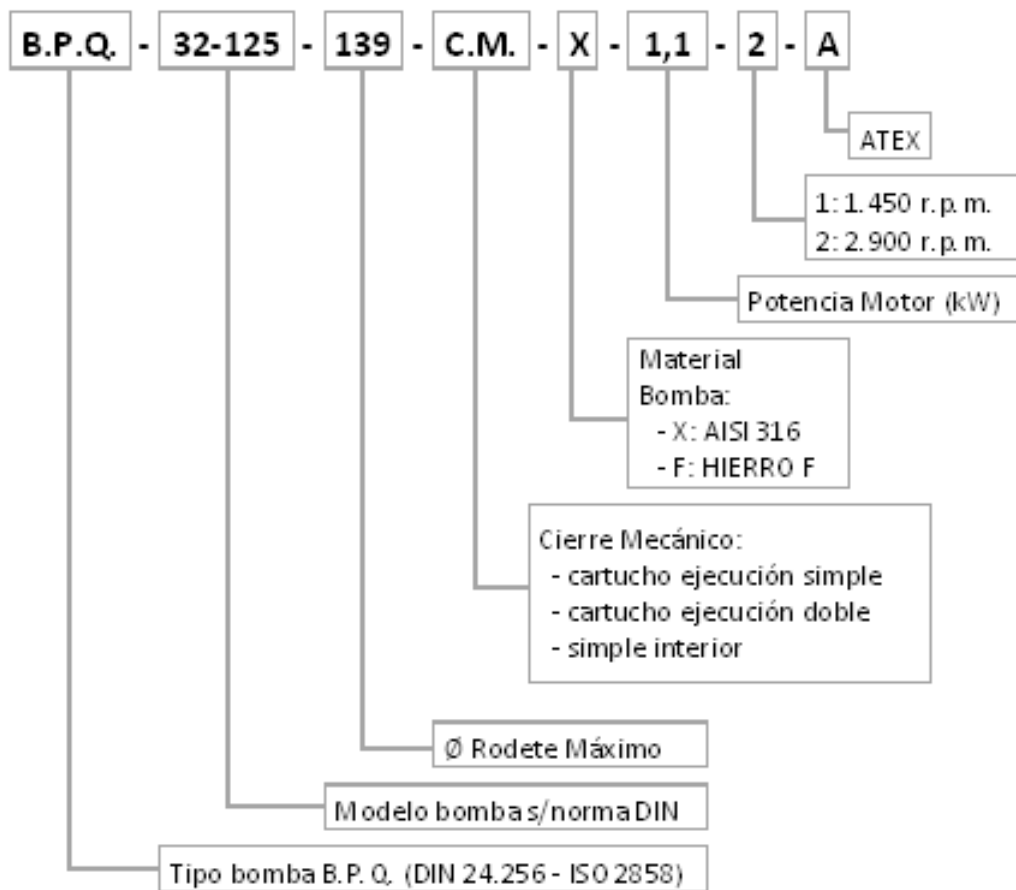 B.P.Q. - 32-125 - 139 - C.M. - X - 1,1 - 2 - A
ATEX
1: 1.450 r.p.m.
2: 2.900 r.p.m.
Potencia Motor (kW)
Material
Bomba:
- X: AISI 316
- F: HIERRO F
Cierre Mecánico:
- cartucho ejecución simple
- cartucho ejecución doble
- simple interior
Ø Rodete Máximo
Modelo bomba s/norma DIN
Tipo bomba B.P.Q. (DIN 24.256 - ISO 2858)